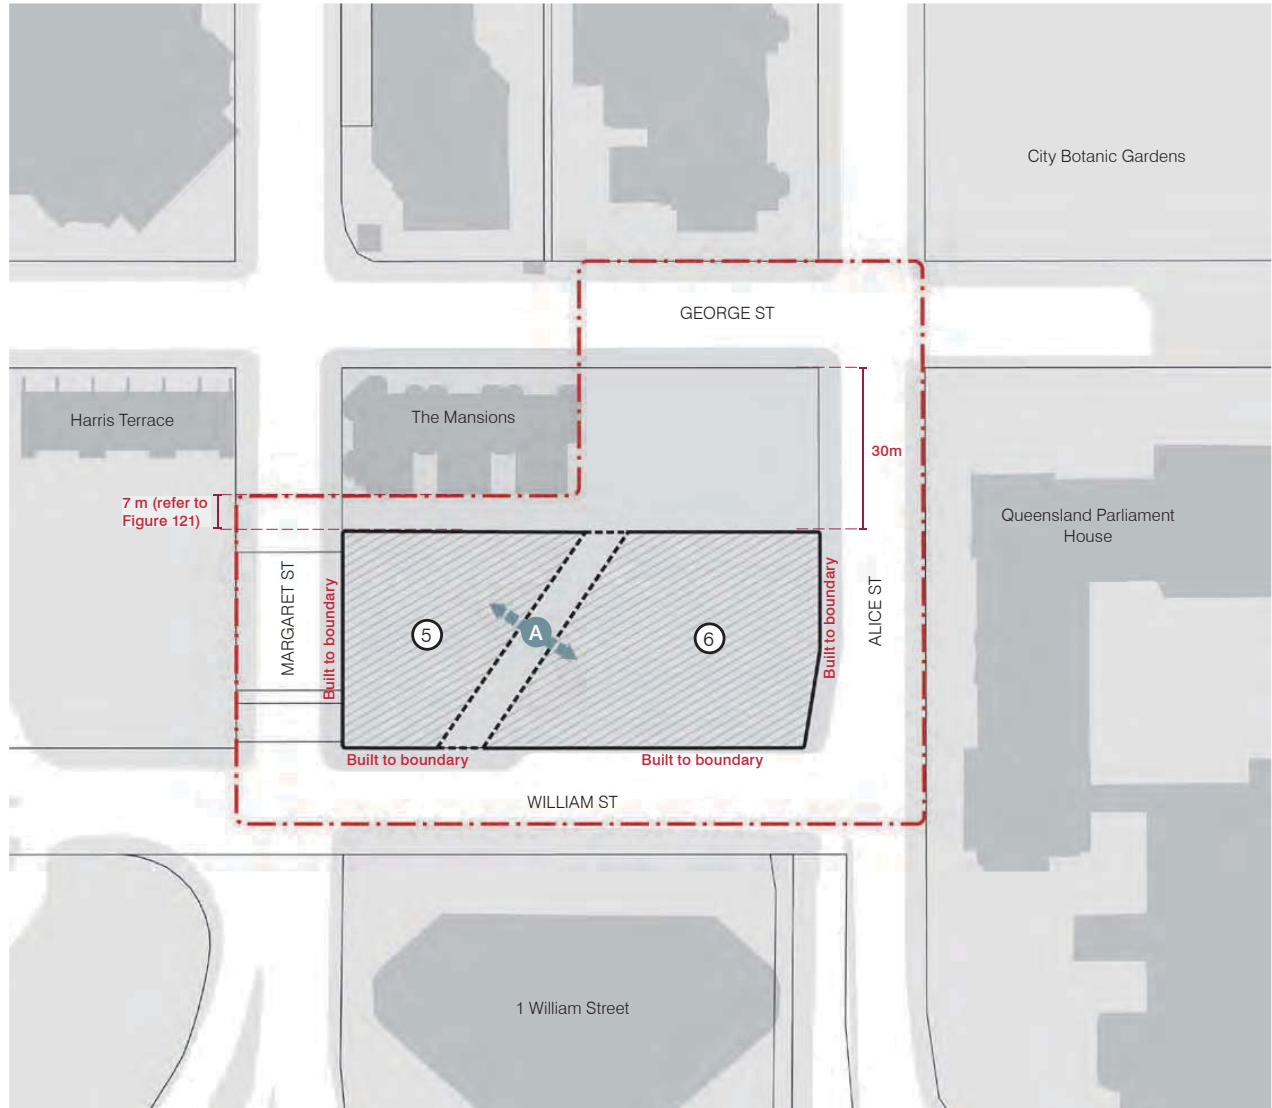 City Botanic Gardens
GEORGE ST
Harris Terrace
The Mansions
30m
7 m (refer to
Figure 121)
Queensland Parliament
House
MARGARET ST
Built to boundary
5
A
6
Built to boundary
ALICE ST
Built to boundary
Built to boundary
WILLIAM ST
1 William Street